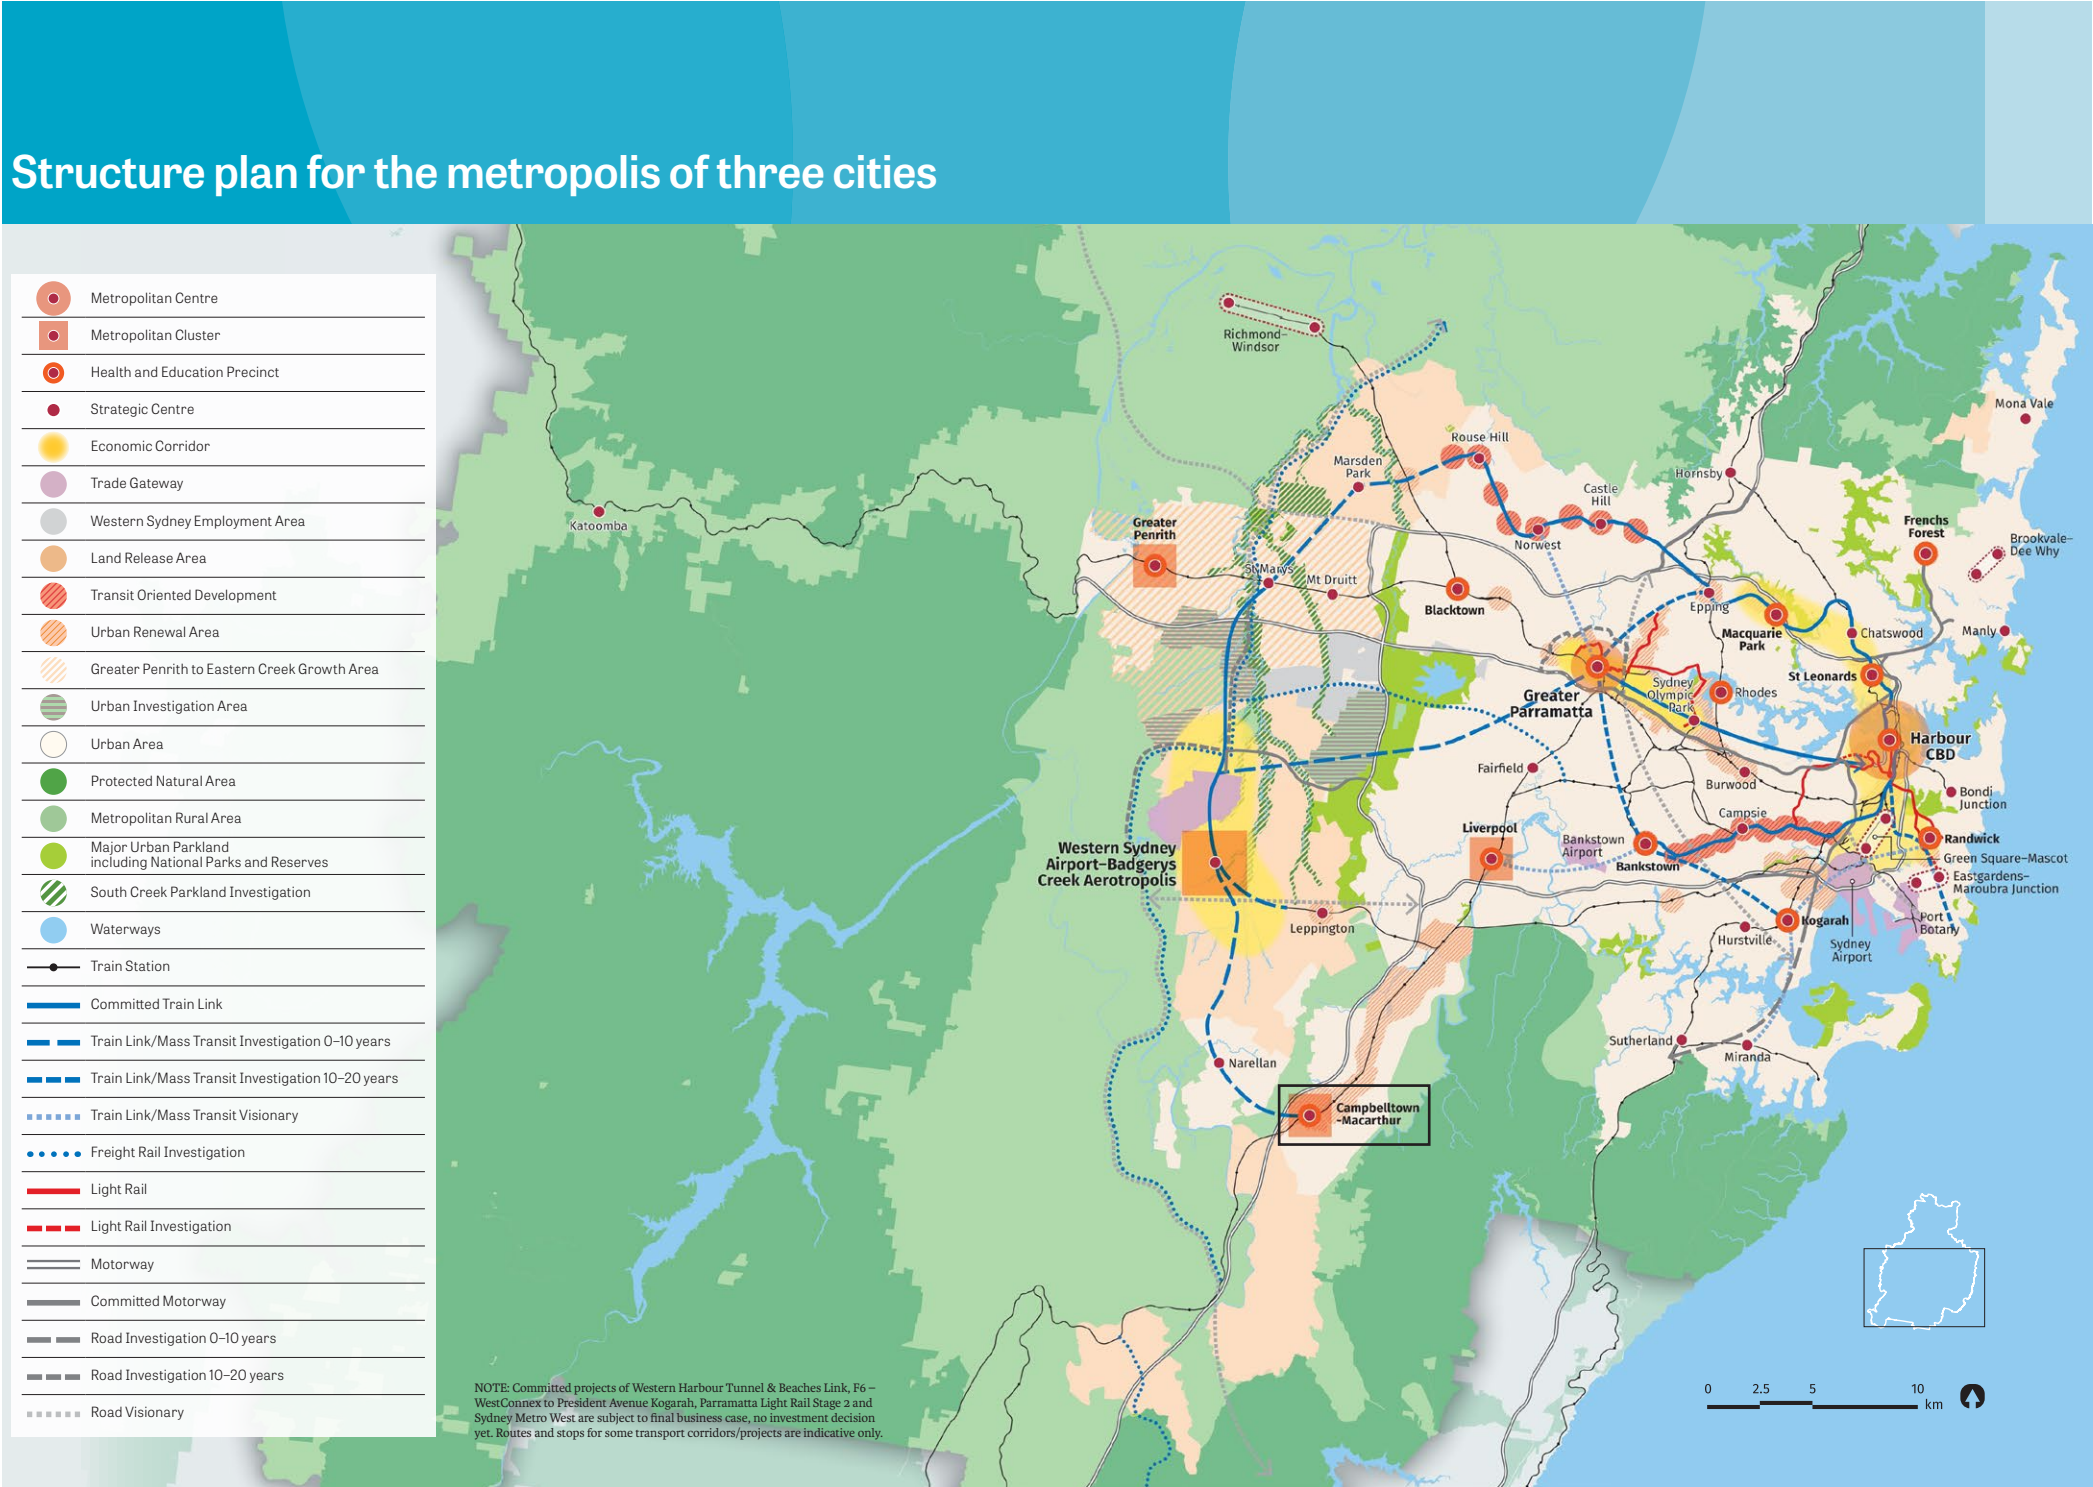 Structure plan for the metropolis of three cities
Metropolitan Centre
Metropolitan Cluster
Health and Education Precinct
Strategic Centre
Economic Corridor
Trade Gateway
Western Sydney Employment Area
Land Release Area
Transit Oriented Development
Urban Renewal Area
Greater Penrith to Eastern Creek Growth Area
Urban Investigation Area
Urban Area
Protected Natural Area
Metropolitan Rural Area
Major Urban Parkland
including National Parks and Reserves
South Creek Parkland Investigation
Waterways
Train Station
Committed Train Link
Train Link/Mass Transit Investigation 0–10 years
Train Link/Mass Transit Investigation 10–20 years
Train Link/Mass Transit Visionary
Freight Rail Investigation
Light Rail
Light Rail Investigation
Motorway
Committed Motorway
Road Investigation 0–10 years
Road Investigation 10–20 years
Road Visionary
Richmond–
Windsor
Mona Vale
Rouse Hill
Marsden
Park
Hornsby
Castle
Hill
Katoomba
Greater
Penrith
Norwest
Frenchs
Forest
Brookvale–
Dee Why
St Marys
Mt Druitt
Blacktown
Epping
Macquarie
Park
Chatswood
Manly
St Leonards
Greater
Parramatta
Sydney
Olympic
Park
Rhodes
Harbour
CBD
Fairfield
Burwood
Bondi
Junction
Campsie
Liverpool
Bankstown
Airport
Bankstown
Randwick
Green Square–Mascot
Eastgardens–
Maroubra Junction
Western Sydney
Airport–Badgerys
Creek Aerotropolis
Leppington
Kogarah
Hurstville
Port
Botany
Sydney
Airport
Sutherland
Miranda
Narellan
Campbelltown
-Macarthur
NOTE: Committed projects of Western Harbour Tunnel & Beaches Link, F6 –
WestConnex to President Avenue Kogarah, Parramatta Light Rail Stage 2 and
Sydney Metro West are subject to final business case, no investment decision
yet. Routes and stops for some transport corridors/projects are indicative only.
0 2.5 5 10
km